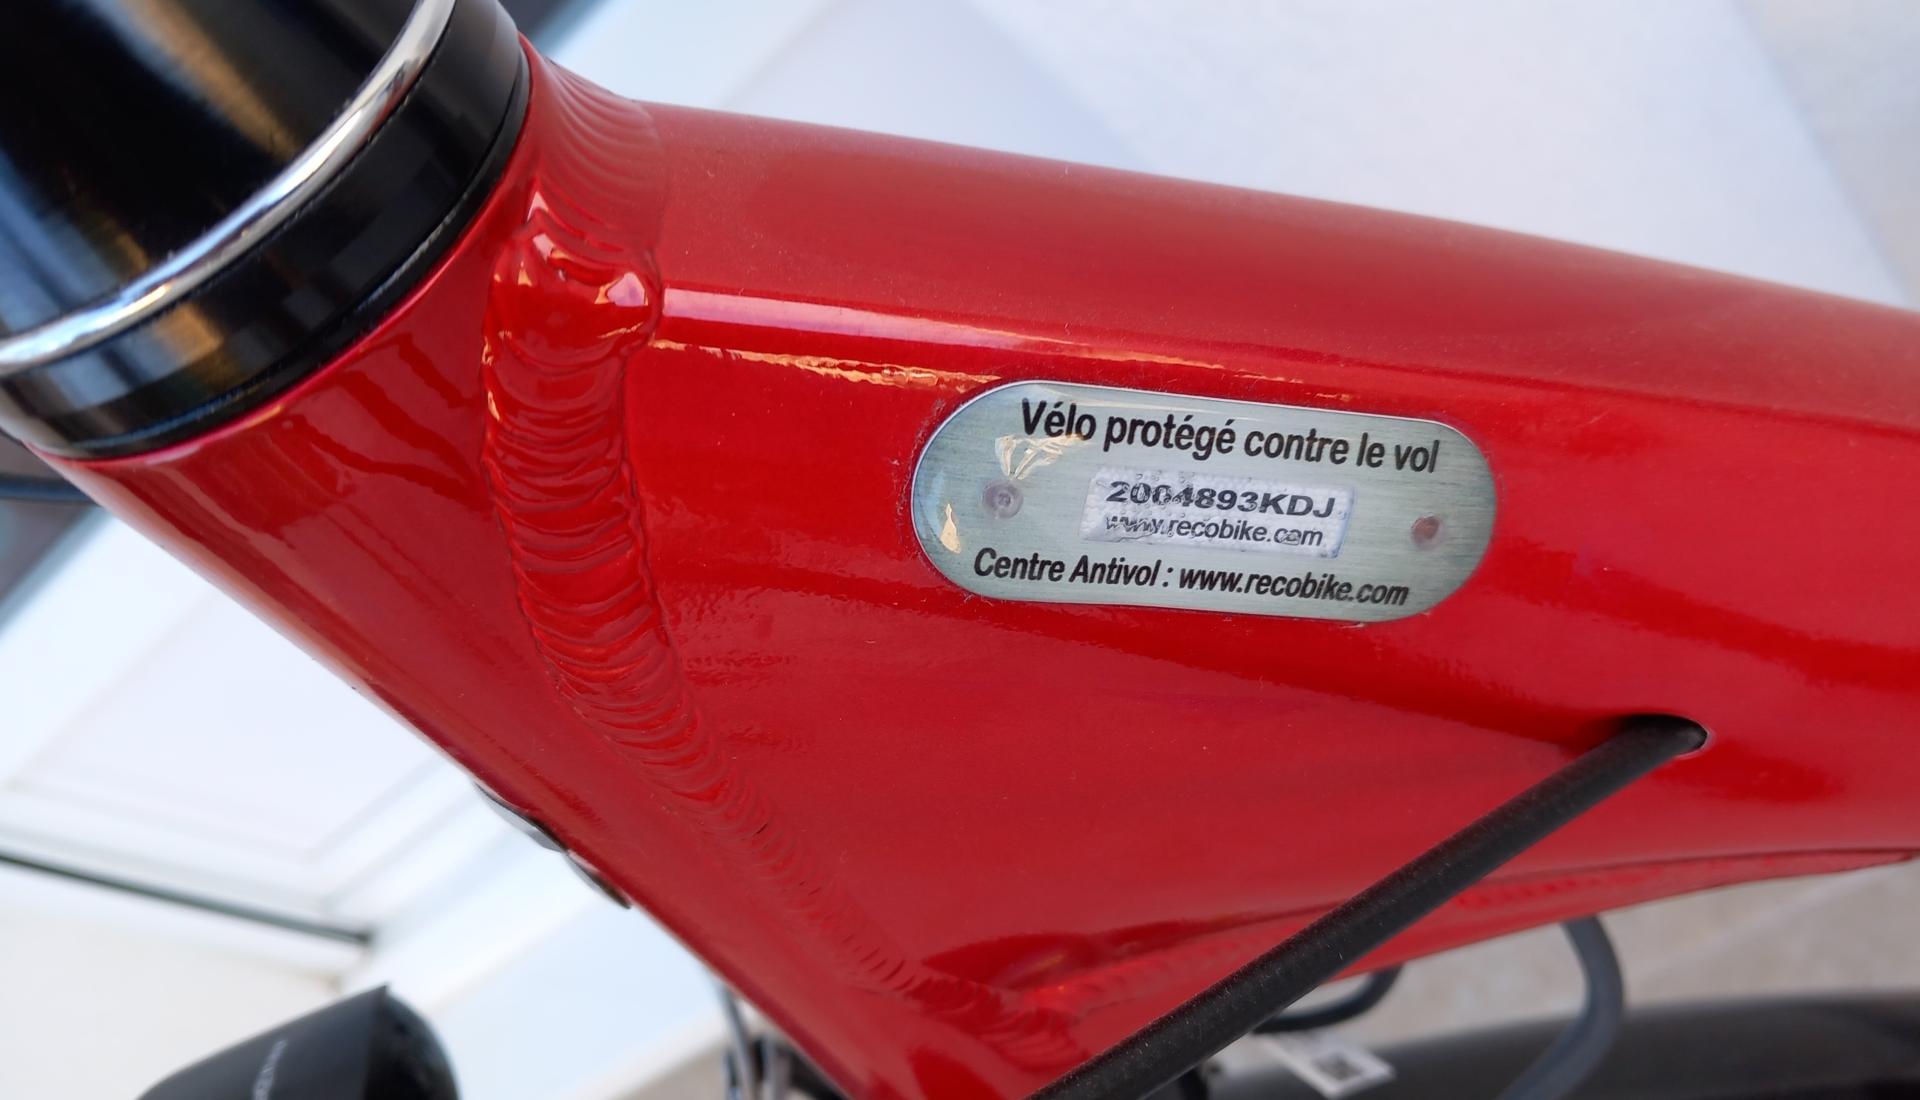 Vélo protégé contre le vol
2004893KDJ
www.recobike.com
Centre Antivol : www.recobike.com